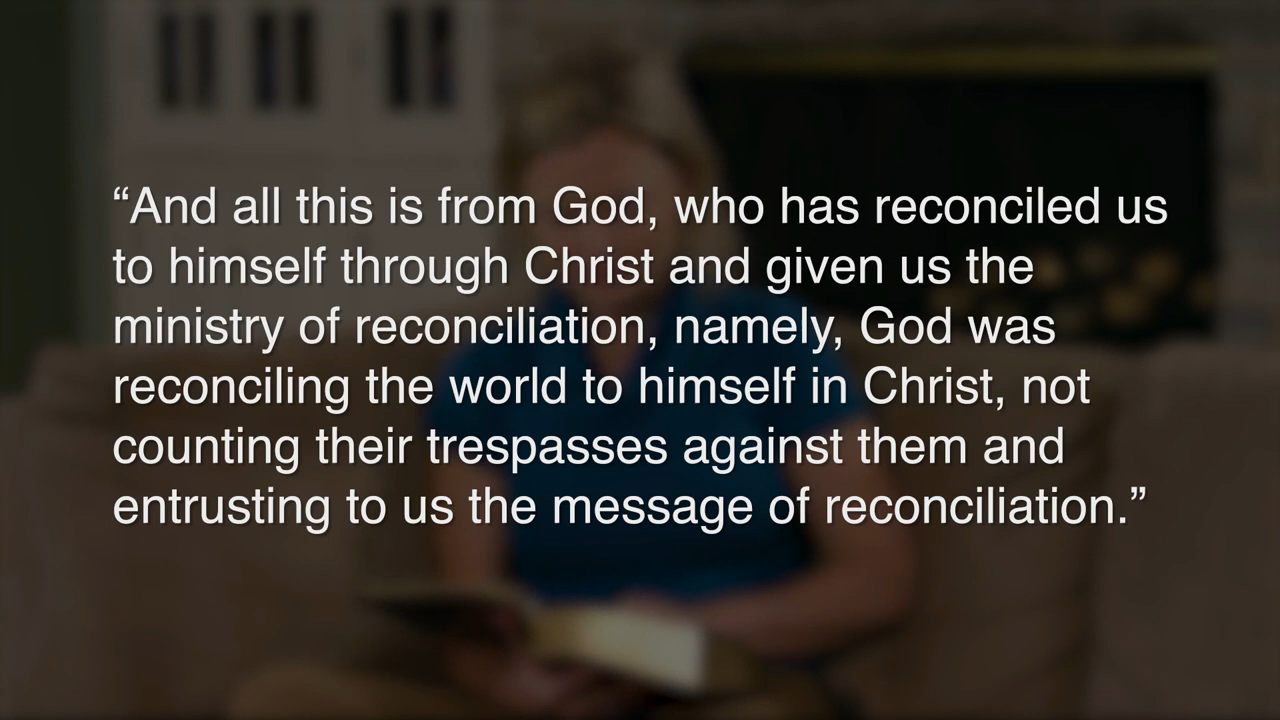 “And all this is from God, who has reconciled us
to himself through Christ and given us the
ministry of reconciliation, namely, God was
reconciling the world to himself in Christ, not
counting their trespasses against them and
entrusting to us the message of reconciliation.”